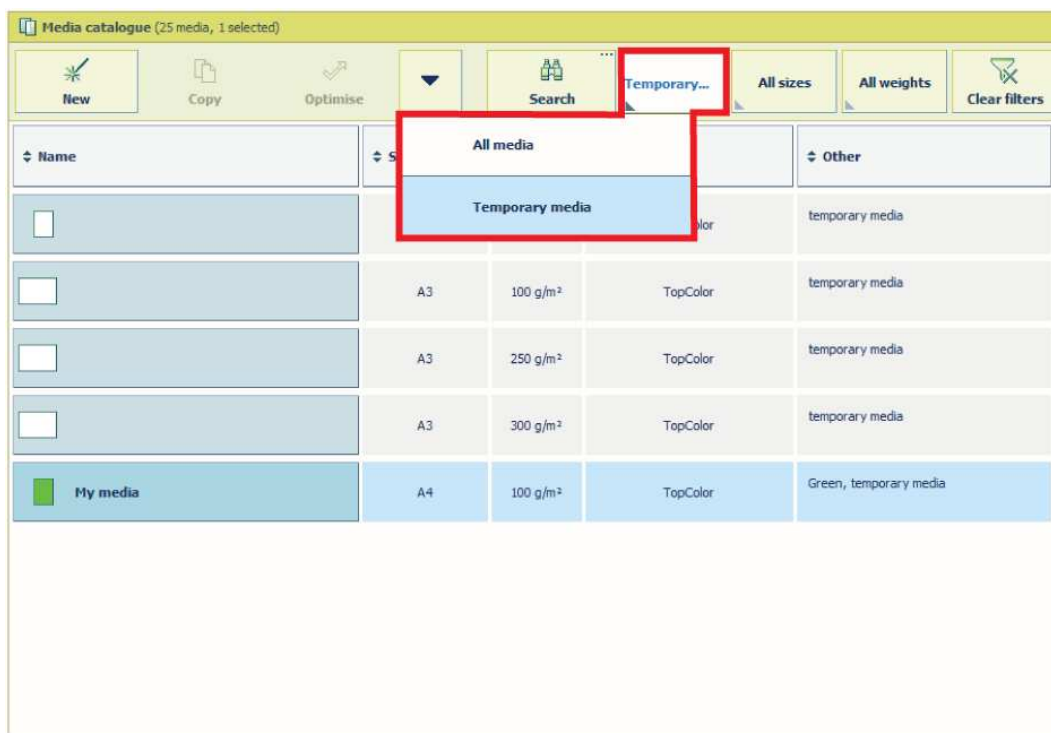 Media catalogue (25 media, 1 selected)
New
Copy
Optimise
Search
Temporary...
All sizes
All weights
Clear filters
Name
All media
Other
Temporary media
temporary media
A3 100 g/m² TopColor temporary media
A3 250 g/m² TopColor temporary media
A3 300 g/m² TopColor temporary media
My media A4 100 g/m² TopColor Green, temporary media